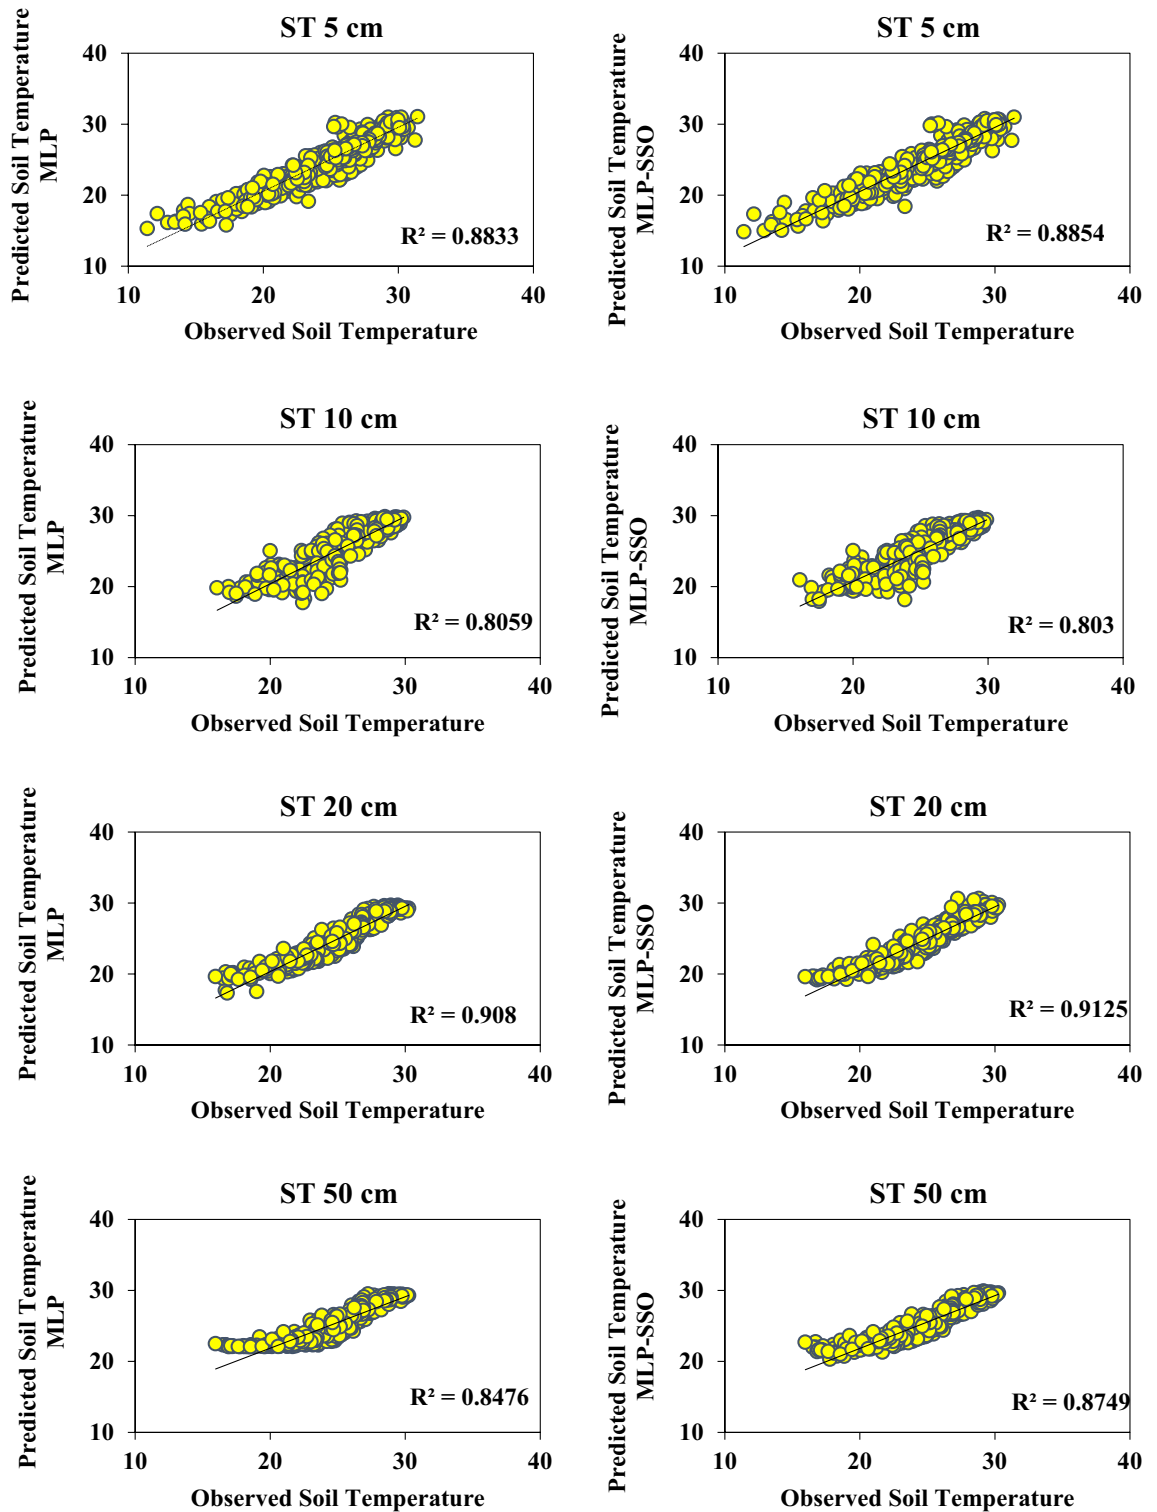 ST 5 cm
Predicted Soil Temperature
MLP
40
30
20
10
R² = 0.8833
10 20 30 40
Observed Soil Temperature
ST 5 cm
Predicted Soil Temperature
MLP-SSO
40
30
20
10
R² = 0.8854
10 20 30 40
Observed Soil Temperature
ST 10 cm
Predicted Soil Temperature
MLP
40
30
20
10
R² = 0.8059
10 20 30 40
Observed Soil Temperature
ST 10 cm
Predicted Soil Temperature
MLP-SSO
40
30
20
10
R² = 0.803
10 20 30 40
Observed Soil Temperature
ST 20 cm
Predicted Soil Temperature
MLP
40
30
20
10
R² = 0.908
10 20 30 40
Observed Soil Temperature
ST 20 cm
Predicted Soil Temperature
MLP-SSO
40
30
20
10
R² = 0.9125
10 20 30 40
Observed Soil Temperature
ST 50 cm
Predicted Soil Temperature
MLP
40
30
20
10
R² = 0.8476
10 20 30 40
Observed Soil Temperature
ST 50 cm
Predicted Soil Temperature
MLP-SSO
40
30
20
10
R² = 0.8749
10 20 30 40
Observed Soil Temperature